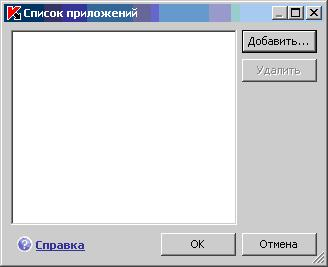 Список приложений
Добавить...
Удалить
Справка
OK
Отмена